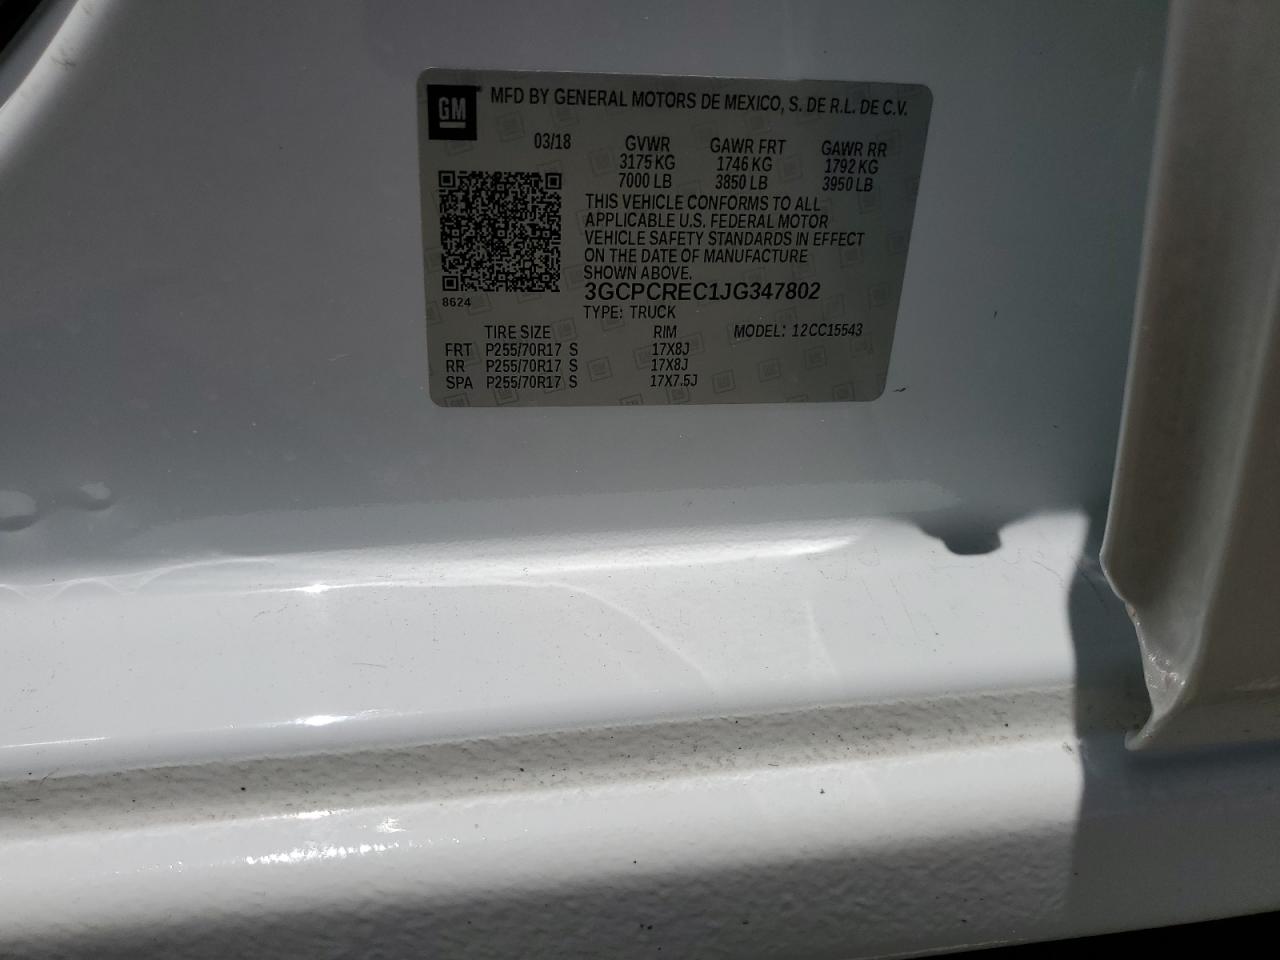 GM
MFD BY GENERAL MOTORS DE MEXICO, S. DE R.L. DE C.V.
03/18 GVWR GAWR FRT GAWR RR
3175 KG 1746 KG 1792 KG
7000 LB 3850 LB 3950 LB
THIS VEHICLE CONFORMS TO ALL
APPLICABLE U.S. FEDERAL MOTOR
VEHICLE SAFETY STANDARDS IN EFFECT
ON THE DATE OF MANUFACTURE
SHOWN ABOVE.
8624
3GCPCREC1JG347802
TYPE: TRUCK
TIRE SIZE RIM MODEL: 12CC15543
FRT P255/70R17 S 17X8J
RR P255/70R17 S 17X8J
SPA P255/70R17 S 17X7.5J